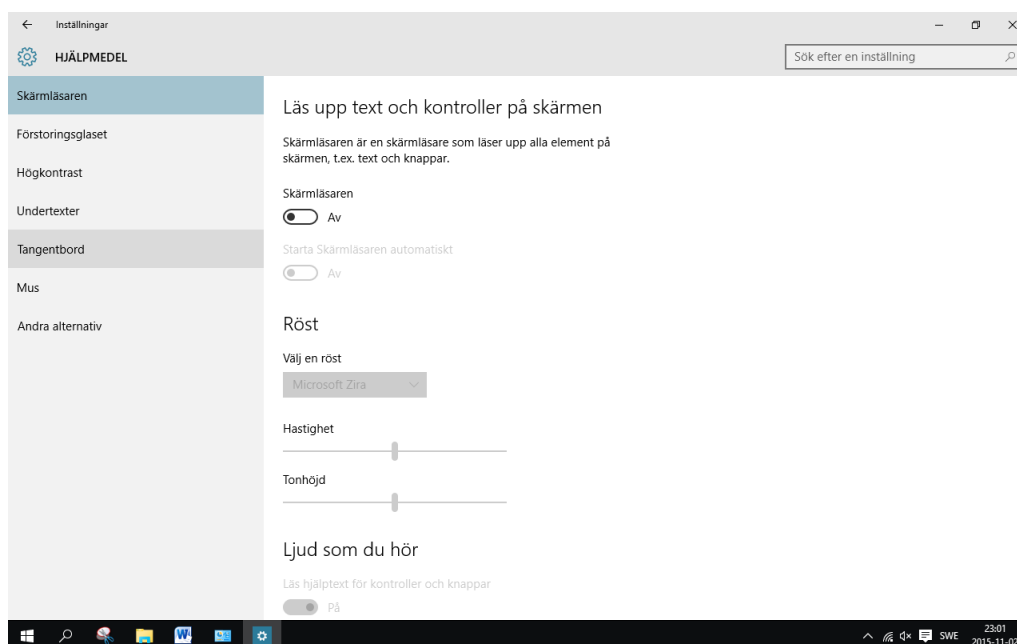 Inställningar
HJÄLPMEDEL
Sök efter en inställning
Skärmläsaren
Förstoringsglaset
Högkontrast
Undertexter
Tangentbord
Mus
Andra alternativ
Läs upp text och kontroller på skärmen
Skärmläsaren är en skärmläsare som läser upp alla element på
skärmen, t.ex. text och knappar.
Skärmläsaren
Av
Starta Skärmläsaren automatiskt
Av
Röst
Välj en röst
Microsoft Zira
Hastighet
Tonhöjd
Ljud som du hör
Läs hjälptext för kontroller och knappar
På
SWE
23:01
2015-11-02